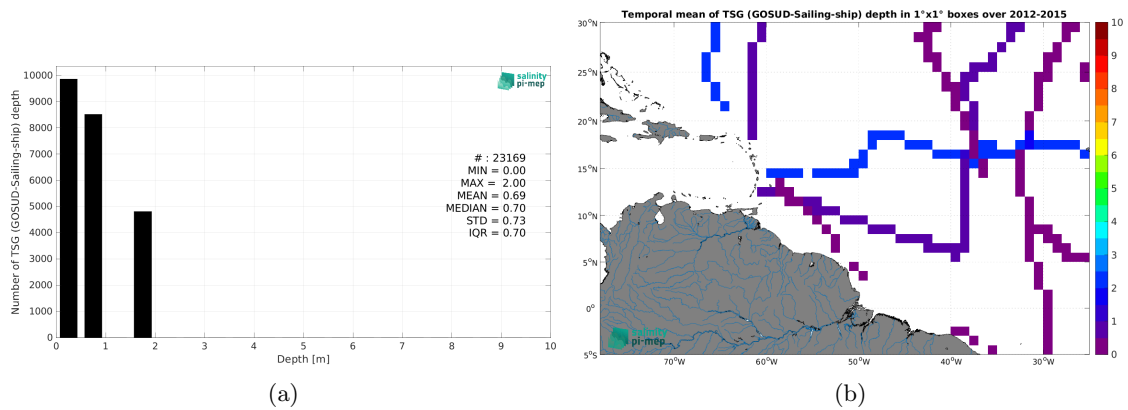 10000
9000
8000
7000
6000
5000
4000
3000
2000
1000
0
Number of TSG (GOSUD-Sailing-ship) depth
0 1 2 3 4 5 6 7 8 9 10
Depth [m]
salinity
pi-mep
# : 23169
MIN = 0.00
MAX = 2.00
MEAN = 0.69
MEDIAN = 0.70
STD = 0.73
IQR = 0.70
(a)
Temporal mean of TSG (GOSUD-Sailing-ship) depth in 1°x1° boxes over 2012-2015
30°N
25°N
20°N
15°N
10°N
5°N
0°
5°S
70°W 60°W 50°W 40°W 30°W
salinity
pi-mep
10
9
8
7
6
5
4
3
2
1
0
(b)